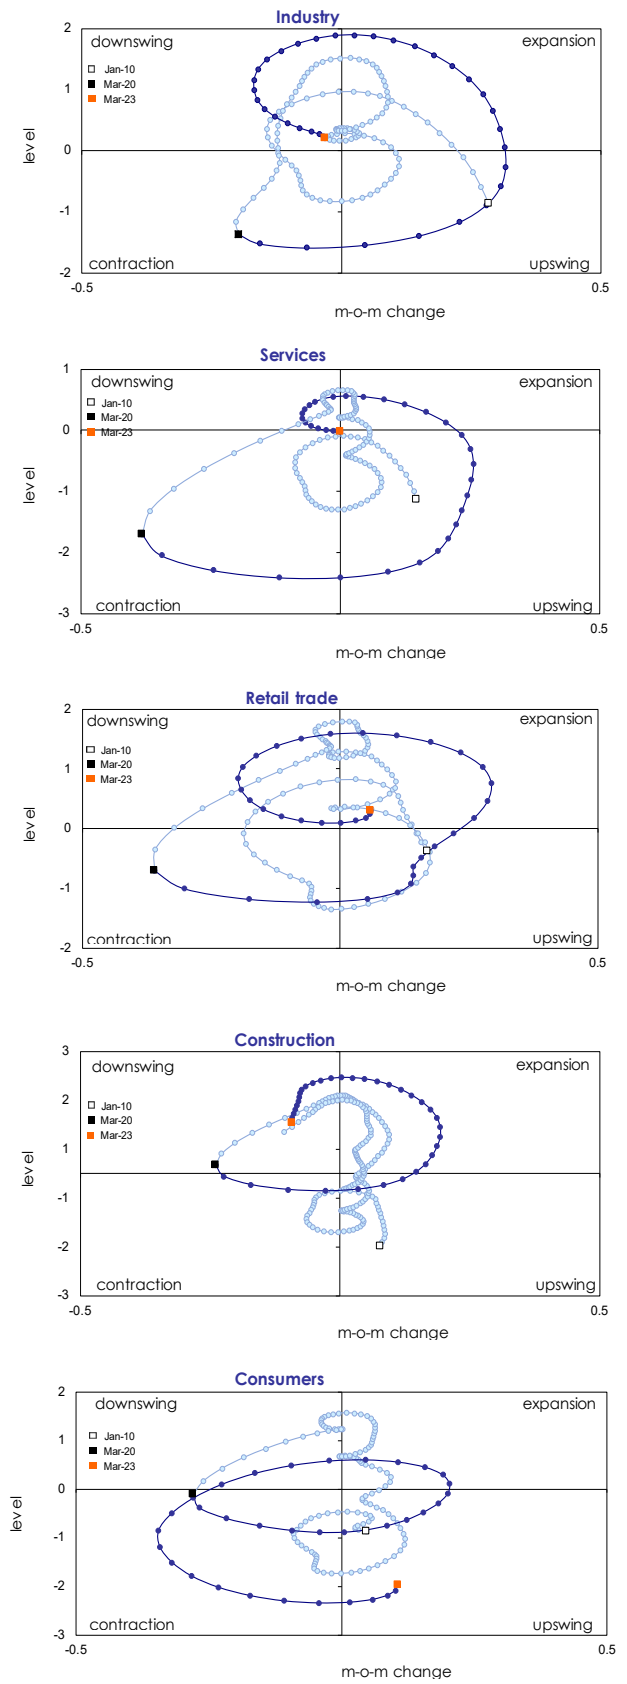 Industry
2
downswing
expansion
Jan-10
Mar-20
Mar-23
1
level
0
-1
contraction
upswing
-2
-0.5
0.5
m-o-m change
Services
1
downswing
expansion
Jan-10
Mar-20
Mar-23
0
level
-1
-2
contraction
upswing
-3
-0.5
0.5
m-o-m change
Retail trade
2
downswing
expansion
Jan-10
Mar-20
Mar-23
1
level
0
-1
contraction
upswing
-2
-0.5
0.5
m-o-m change
Construction
3
downswing
expansion
2
Jan-10
Mar-20
Mar-23
1
level
-1
-2
contraction
upswing
-3
-0.5
0.5
m-o-m change
Consumers
2
downswing
expansion
Jan-10
Mar-20
Mar-23
1
0
level
-1
-2
contraction
upswing
-3
-0.5
0.5
m-o-m change